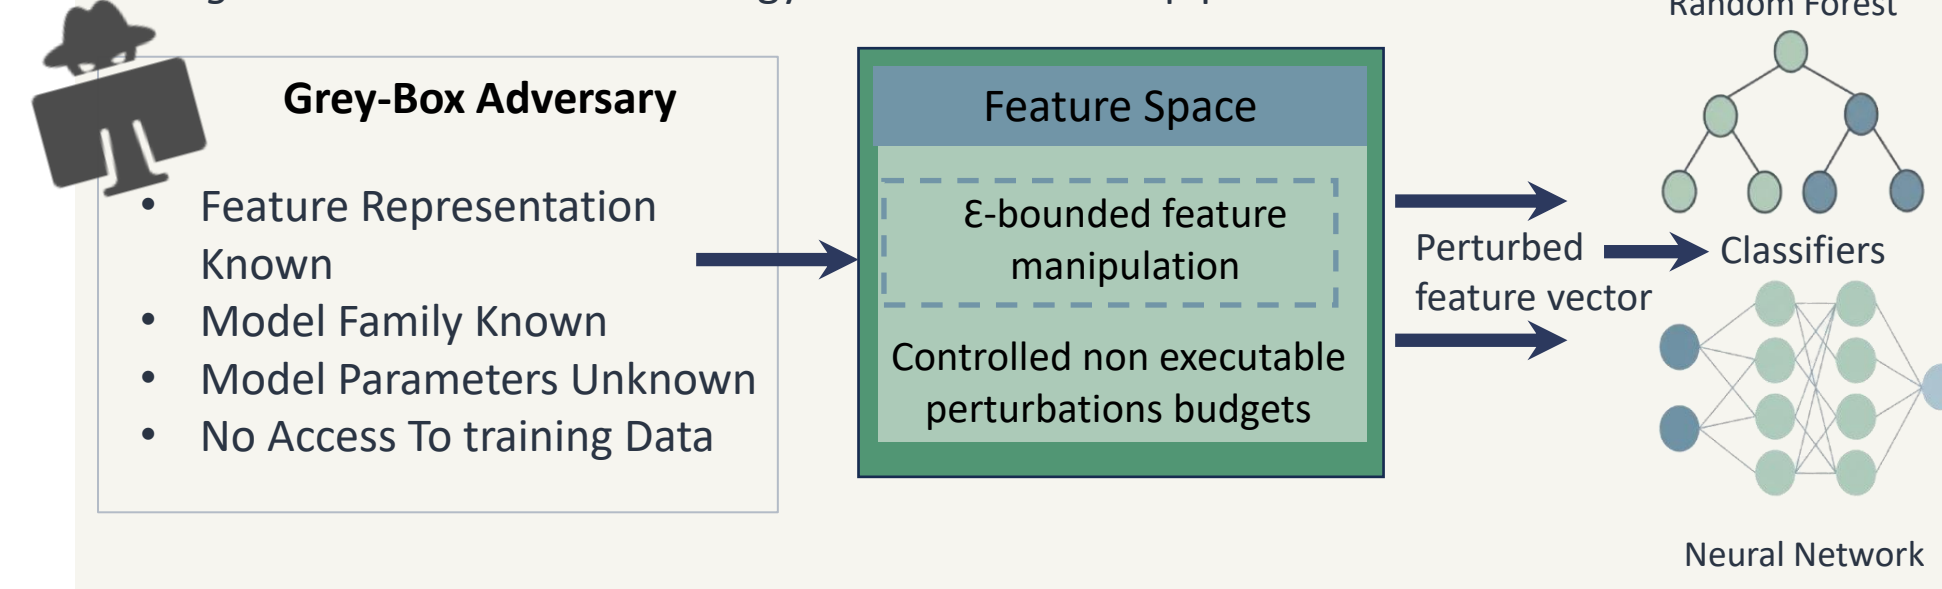 Random Forest
Grey-Box Adversary
• Feature Representation
Known
• Model Family Known
• Model Parameters Unknown
• No Access To training Data
Feature Space
Ɛ-bounded feature
manipulation
Controlled non executable
perturbations budgets
Perturbed
feature vector
Classifiers
Neural Network